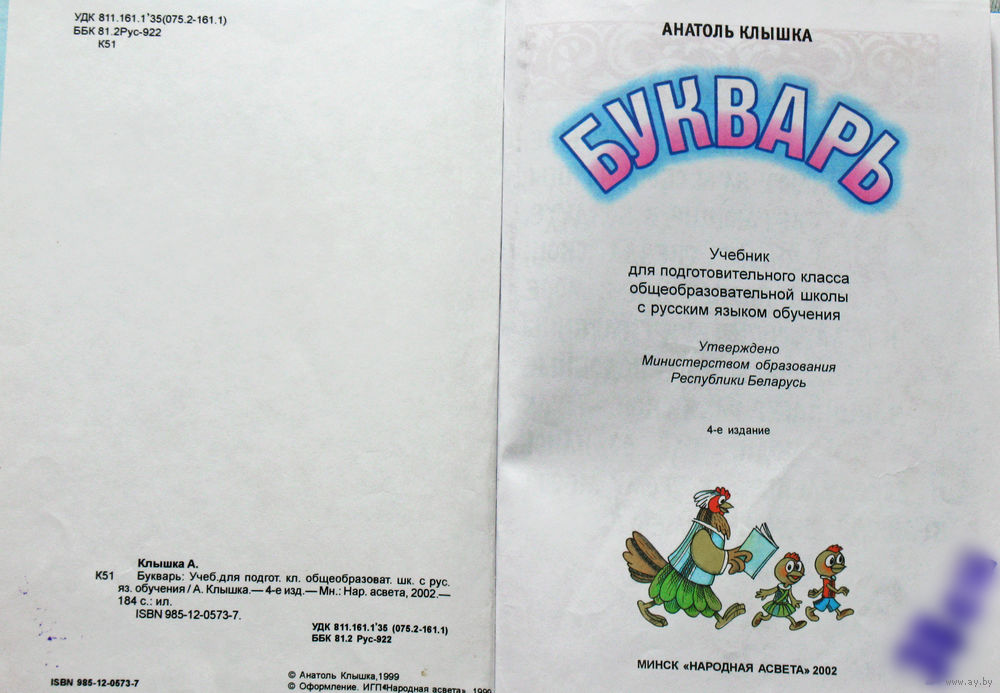 УДК 811.161.1'35(075.2-161.1)
ББК 81.2Рус-922
К51
Клышка А.
К51 Букварь: Учеб.для подгот. кл. общеобразоват. шк. с рус.
яз. обучения / А. Клышка.— 4-е изд.— Мн.: Нар. асвета, 2002.—
184 с.: ил.
ISBN 985-12-0573-7.
УДК 811.161.1'35 (075.2-161.1)
ББК 81.2 Рус-922
ISBN 985-12-0573-7
© Анатоль Клышка,1999
© Оформление. ИГП«Народная асвета», 1999
АНАТОЛЬ КЛЫШКА
БУКВАРЬ
Учебник
для подготовительного класса
общеобразовательной школы
с русским языком обучения
Утверждено
Министерством образования
Республики Беларусь
4-е издание
МИНСК «НАРОДНАЯ АСВЕТА» 2002
www.ay.by